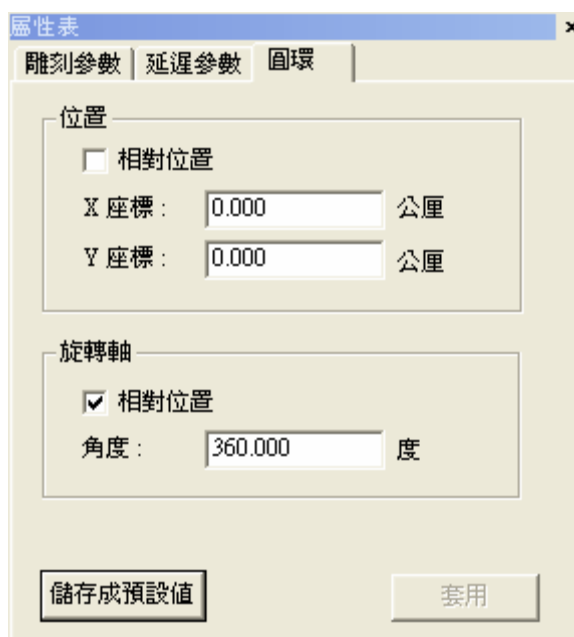 屬性表
雕刻參數 延遲參數 圓環
位置
相對位置
X 座標 : 0.000 公厘
Y 座標 : 0.000 公厘
旋轉軸
相對位置
角度 : 360.000 度
儲存成預設值 套用